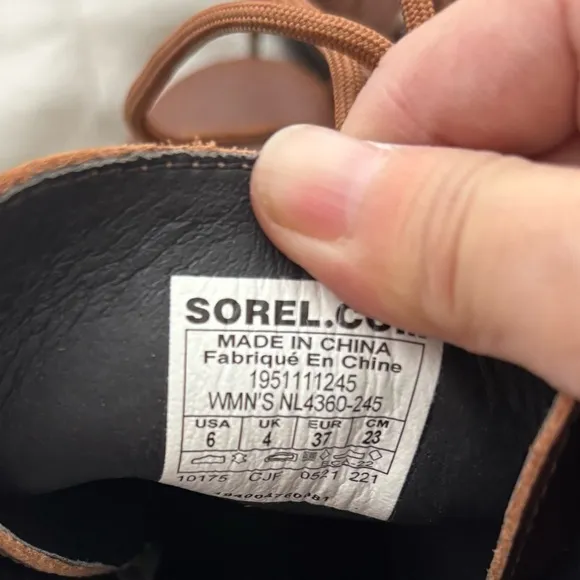 SOREL.COM
MADE IN CHINA
Fabriqué En Chine
1951111245
WMN'S NL4360-245
USA UK EUR CM
6 4 37 23
10175 CJF 0521 221